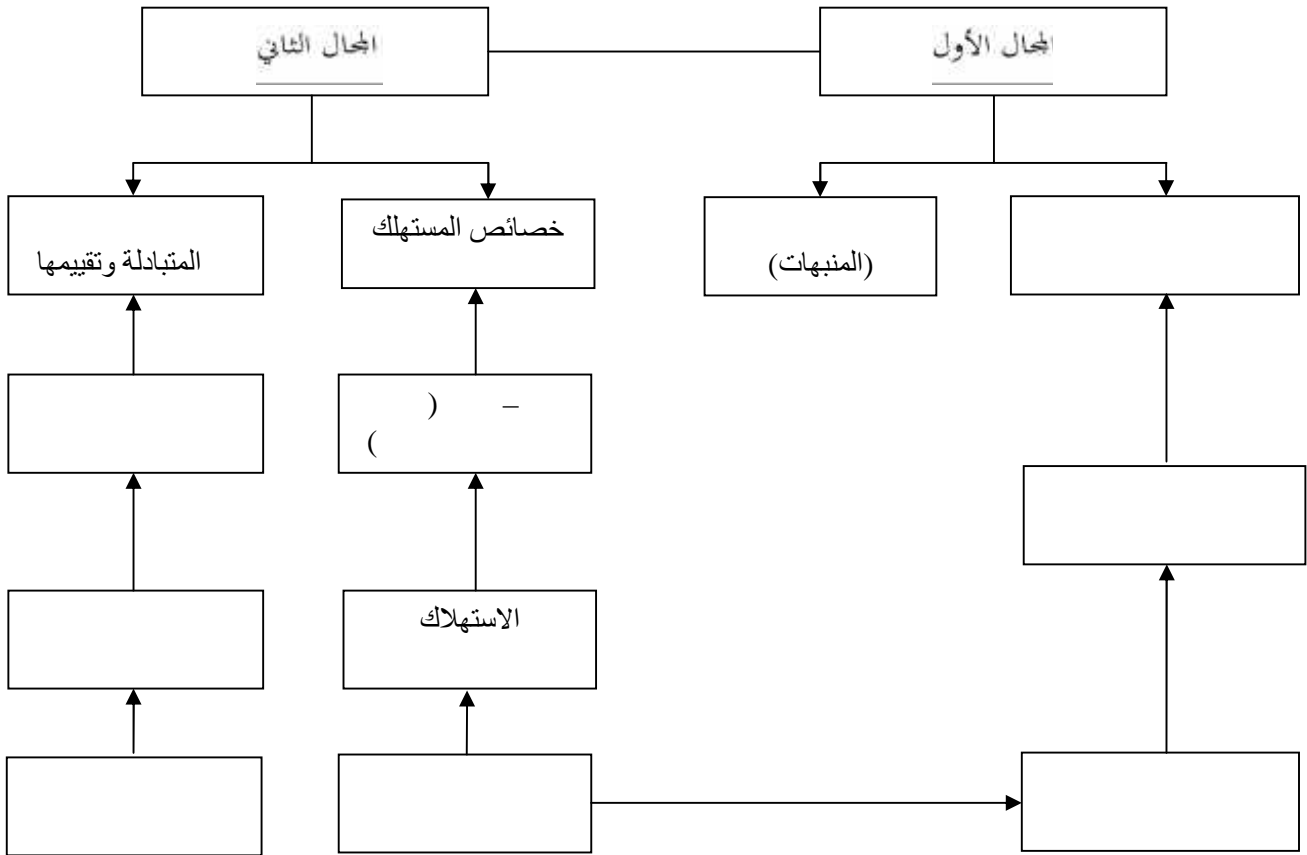 المجال الأول
المجال الثاني
(المنبهات)
خصائص المستهلك
المتبادلة وتقييمها
– (
)
الاستهلاك